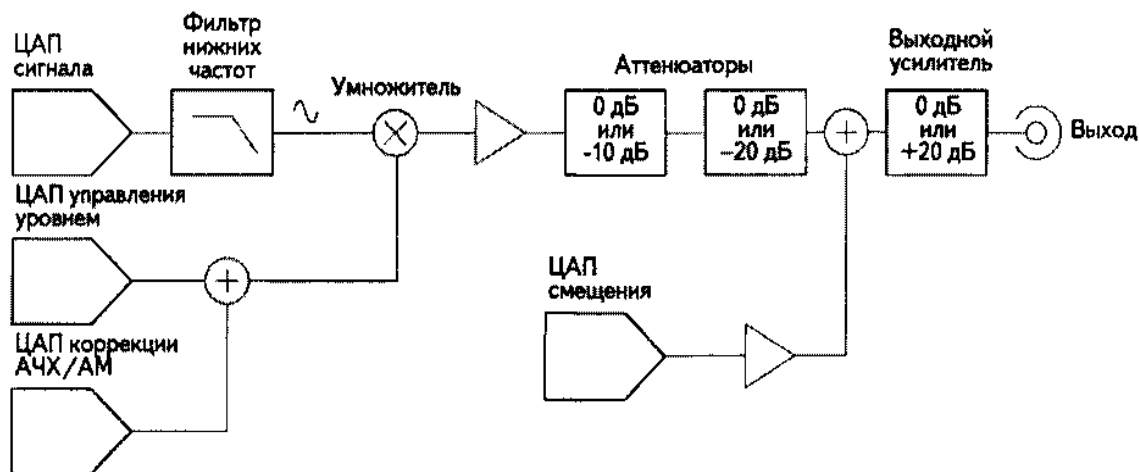 ЦАП
сигнала
Фильтр
нижних
частот
Умножитель
Аттенюаторы
0 дБ
или
-10 дБ
0 дБ
или
−20 дБ
Выходной
усилитель
0 дБ
или
+20 дБ
Выход
ЦАП управления
уровнем
ЦАП
смещения
ЦАП коррекции
АЧХ/АМ